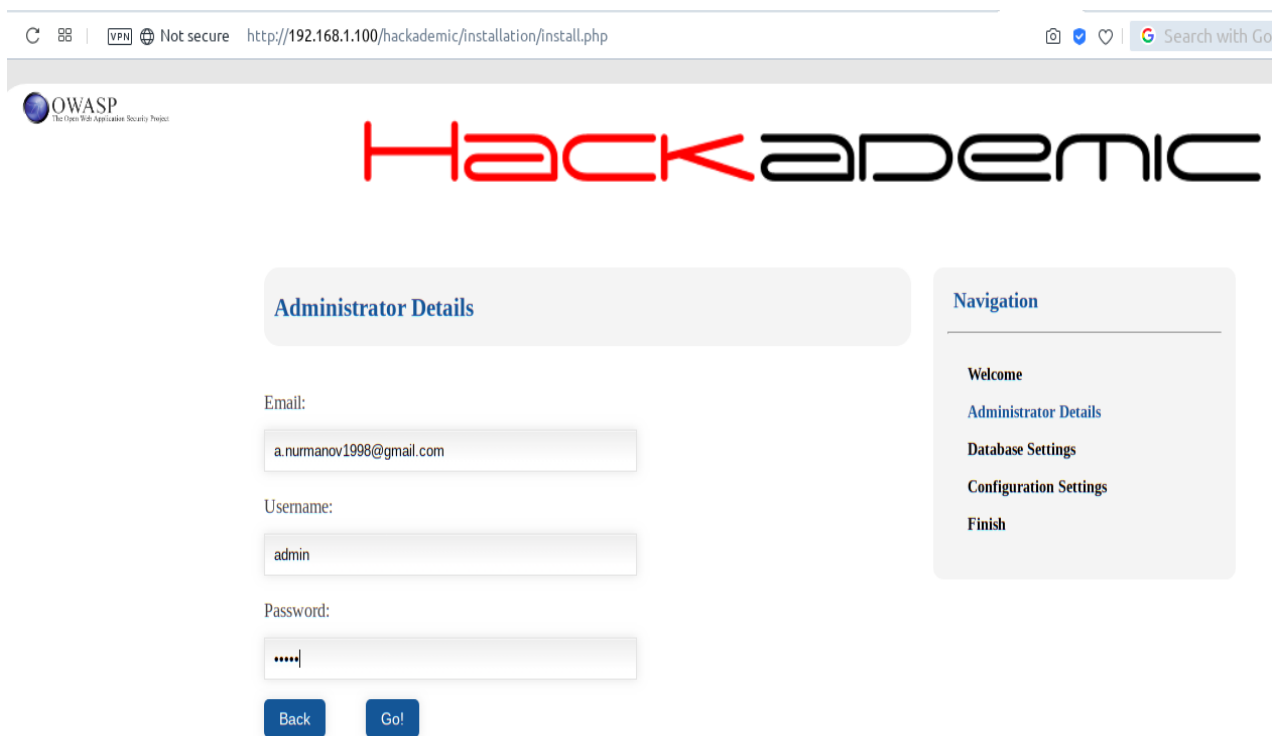 VPN Not secure http://192.168.1.100/hackademic/installation/install.php G Search with Go
OWASP
The Open Web Application Security Project
Hackademic
Administrator Details
Email:
a.nurmanov1998@gmail.com
Username:
admin
Password:
•••••
Back Go!
Navigation
Welcome
Administrator Details
Database Settings
Configuration Settings
Finish